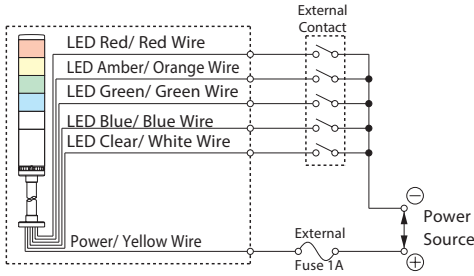 External
Contact
LED Red/ Red Wire
LED Amber/ Orange Wire
LED Green/ Green Wire
LED Blue/ Blue Wire
LED Clear/ White Wire
Power/ Yellow Wire
External
Fuse 1A
−
Power
Source
+